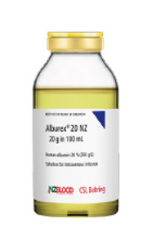 Alburex® 20 NZ
20 g in 100 mL
Human albumin 20 % (200 g/L)
Solution for intravenous infusion
NZBLOOD CSL Behring